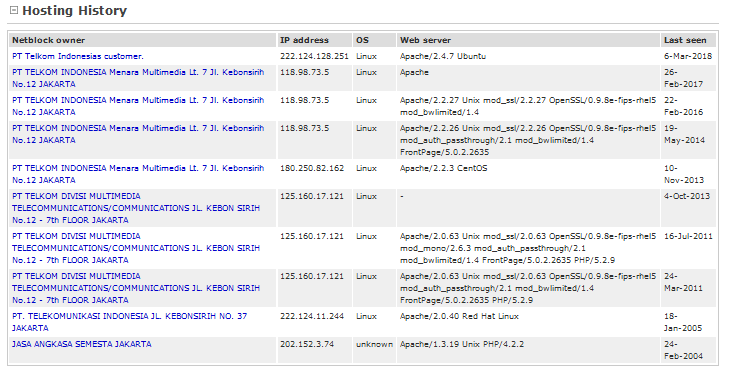 Hosting History
Netblock owner IP address OS Web server Last seen
PT Telkom Indonesias customer. 222.124.128.251 Linux Apache/2.4.7 Ubuntu 6-Mar-2018
PT TELKOM INDONESIA Menara Multimedia Lt. 7 Jl. Kebonsirih 118.98.73.5 Linux Apache 26-
No.12 JAKARTA Feb-2017
PT TELKOM INDONESIA Menara Multimedia Lt. 7 Jl. Kebonsirih 118.98.73.5 Linux Apache/2.2.27 Unix mod_ssl/2.2.27 OpenSSL/0.9.8e-fips-rhel5 22-
No.12 JAKARTA mod_bwlimited/1.4 Feb-2016
PT TELKOM INDONESIA Menara Multimedia Lt. 7 Jl. Kebonsirih 118.98.73.5 Linux Apache/2.2.26 Unix mod_ssl/2.2.26 OpenSSL/0.9.8e-fips-rhel5 19-
No.12 JAKARTA mod_auth_passthrough/2.1 mod_bwlimited/1.4 May-2014
FrontPage/5.0.2.2635
PT TELKOM INDONESIA Menara Multimedia Lt. 7 Jl. Kebonsirih 180.250.82.162 Linux Apache/2.2.3 CentOS 10-
No.12 JAKARTA Nov-2013
PT TELKOM DIVISI MULTIMEDIA 125.160.17.121 Linux - 4-Oct-2013
TELECOMMUNICATIONS/COMMUNICATIONS JL. KEBON SIRIH
No.12 - 7th FLOOR JAKARTA
PT TELKOM DIVISI MULTIMEDIA 125.160.17.121 Linux Apache/2.0.63 Unix mod_ssl/2.0.63 OpenSSL/0.9.8e-fips-rhel5 16-Jul-2011
TELECOMMUNICATIONS/COMMUNICATIONS JL. KEBON SIRIH mod_mono/2.6.3 mod_auth_passthrough/2.1
No.12 - 7th FLOOR JAKARTA mod_bwlimited/1.4 FrontPage/5.0.2.2635 PHP/5.2.9
PT TELKOM DIVISI MULTIMEDIA 125.160.17.121 Linux Apache/2.0.63 Unix mod_ssl/2.0.63 OpenSSL/0.9.8e-fips-rhel5 24-
TELECOMMUNICATIONS/COMMUNICATIONS JL. KEBON SIRIH mod_auth_passthrough/2.1 mod_bwlimited/1.4 Mar-2011
No.12 - 7th FLOOR JAKARTA FrontPage/5.0.2.2635 PHP/5.2.9
PT. TELEKOMUNIKASI INDONESIA JL. KEBONSIRIH NO. 37 222.124.11.244 Linux Apache/2.0.40 Red Hat Linux 18-
JAKARTA Jan-2005
JASA ANGKASA SEMESTA JAKARTA 202.152.3.74 unknown Apache/1.3.19 Unix PHP/4.2.2 24-
Feb-2004